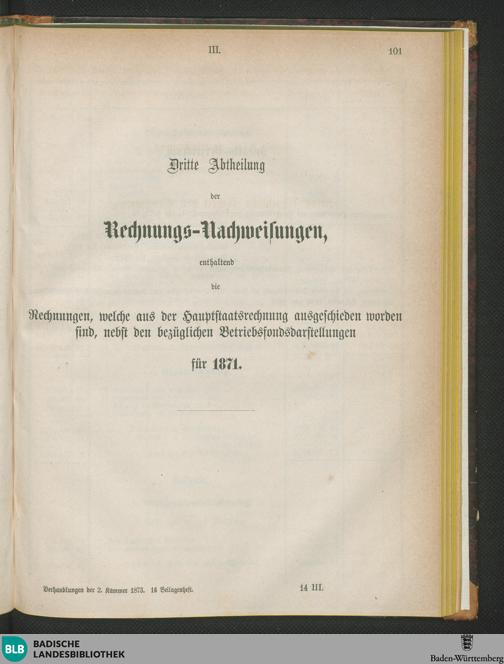 III.
101
Dritte Abtheilung
der
Rechnungs-Nachweisungen,
enthaltend
die
Rechnungen, welche aus der Hauptstaatsrechnung ausgeschieden worden
sind, nebst den bezüglichen Betriebsfondsdarstellungen
für 1871.
Verhandlungen der 2. Kammer 1873. 14 Beilagenheft.
14 III.
BLB
BADISCHE
LANDESBIBLIOTHEK
Baden-Württemberg